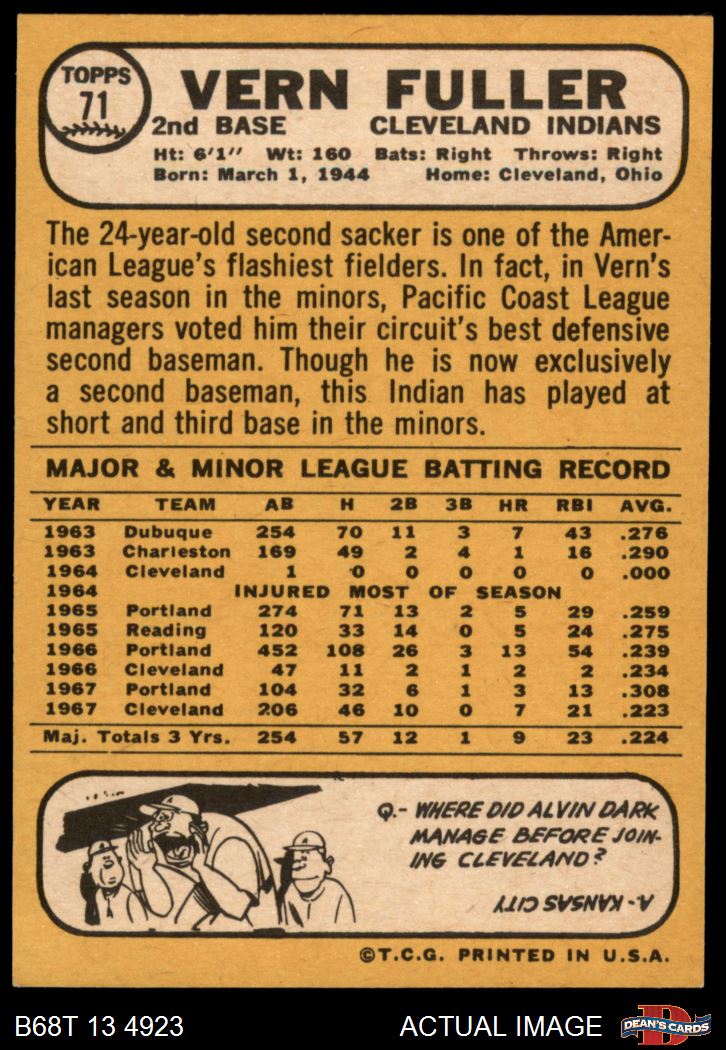 TOPPS
71
VERN FULLER
2nd BASE CLEVELAND INDIANS
Ht: 6'1" Wt: 160 Bats: Right Throws: Right
Born: March 1, 1944 Home: Cleveland, Ohio
The 24-year-old second sacker is one of the Amer-
ican League's flashiest fielders. In fact, in Vern's
last season in the minors, Pacific Coast League
managers voted him their circuit's best defensive
second baseman. Though he is now exclusively
a second baseman, this Indian has played at
short and third base in the minors.
MAJOR & MINOR LEAGUE BATTING RECORD
YEAR TEAM AB H 2B 3B HR RBI AVG.
1963 Dubuque 254 70 11 3 7 43 .276
1963 Charleston 169 49 2 4 1 16 .290
1964 Cleveland 1 0 0 0 0 0 .000
1964 INJURED MOST OF SEASON
1965 Portland 274 71 13 2 5 29 .259
1965 Reading 120 33 14 0 5 24 .275
1966 Portland 452 108 26 3 13 54 .239
1966 Cleveland 47 11 2 1 2 2 .234
1967 Portland 104 32 6 1 3 13 .308
1967 Cleveland 206 46 10 0 7 21 .223
Maj. Totals 3 Yrs. 254 57 12 1 9 23 .224
Q.- WHERE DID ALVIN DARK
MANAGE BEFORE JOIN-
ING CLEVELAND?
A- KANSAS CITY
©T.C.G. PRINTED IN U.S.A.
B68T 13 4923 ACTUAL IMAGE
DEAN'S CARDS